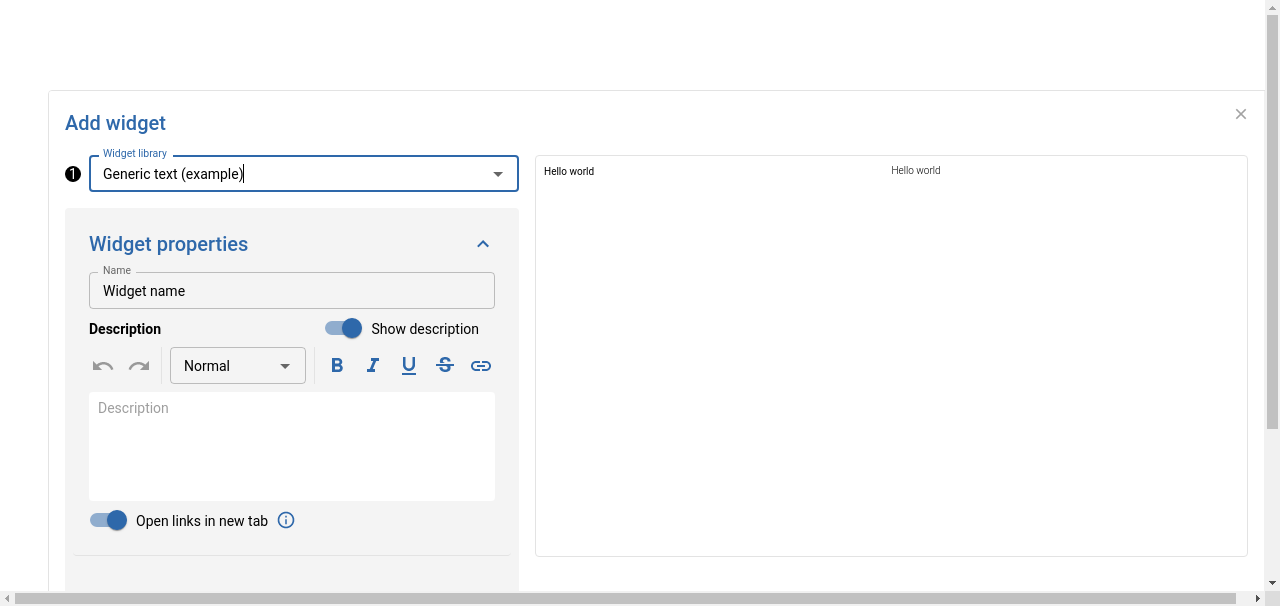 Add widget
Widget library
1
Generic text (example)
Hello world
Hello world
Widget properties
Name
Widget name
Description
Show description
Normal
B I U S
Description
Open links in new tab